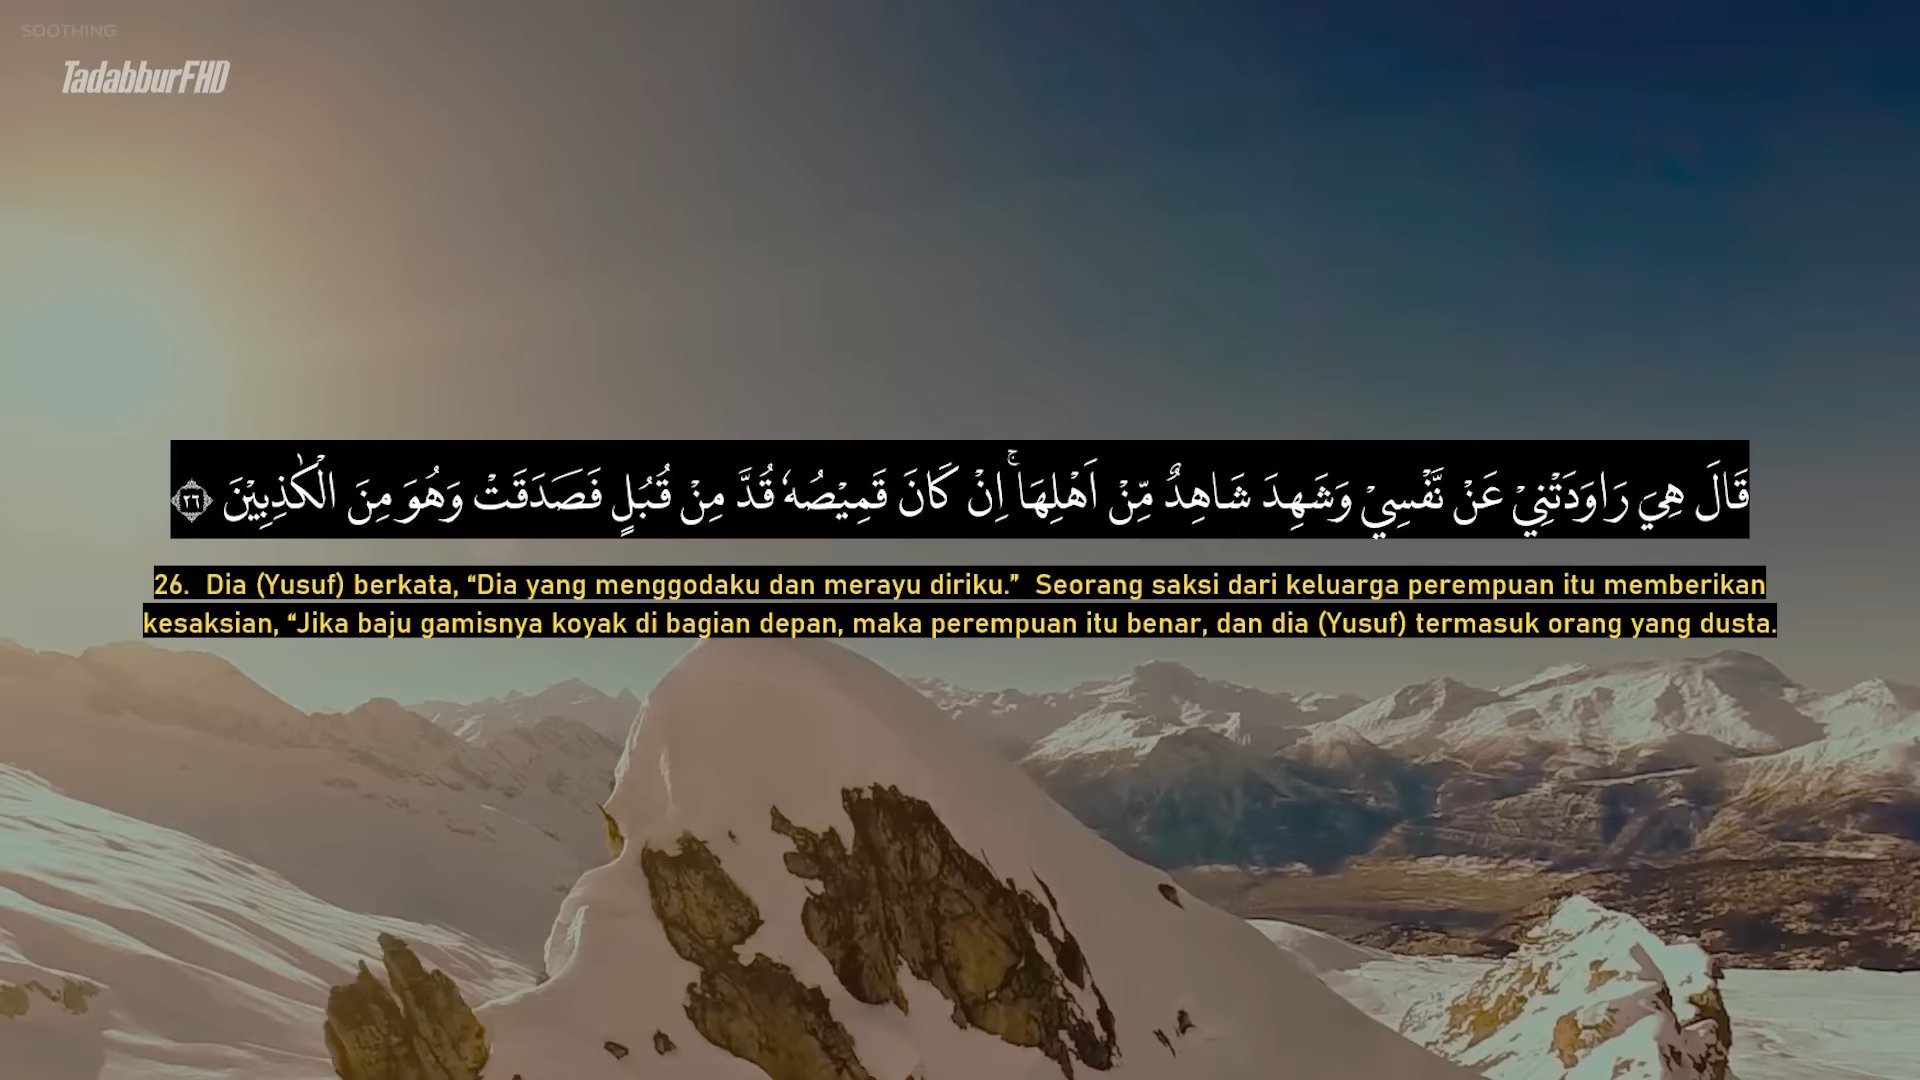 SOOTHING
TadabburFHD
قَالَ هِيَ رَاوَدَتْنِيْ عَنْ نَّفْسِيْ وَشَهِدَ شَاهِدٌ مِّنْ اَهْلِهَاۚ اِنْ كَانَ قَمِيْصُهٗ قُدَّ مِنْ قُبُلٍ فَصَدَقَتْ وَهُوَ مِنَ الْكٰذِبِيْنَ ٢٦
26. Dia (Yusuf) berkata, “Dia yang menggodaku dan merayu diriku.” Seorang saksi dari keluarga perempuan itu memberikan
kesaksian, “Jika baju gamisnya koyak di bagian depan, maka perempuan itu benar, dan dia (Yusuf) termasuk orang yang dusta.